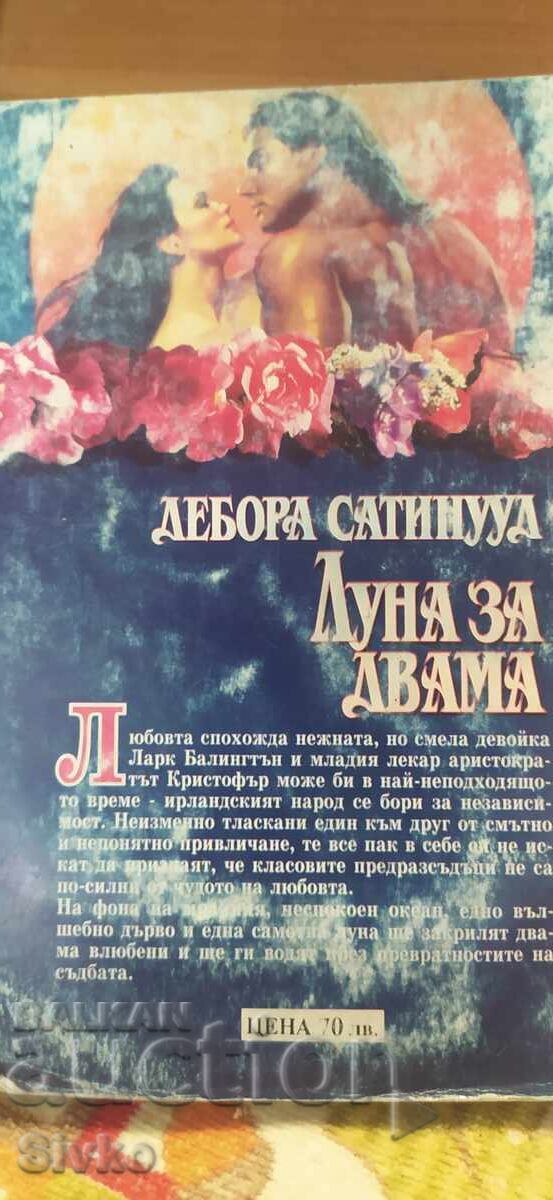 ДЕБОРА САТИНУУД
ЛУНА ЗА
ДВАМА
Любовта спохожда нежната, но смела девойка
Ларк Балингтън и младия лекар аристокра-
тът Кристофър може би в най-неподходящо-
то време - ирландският народ се бори за независи-
мост. Неизменно тласкани един към друг от смътно
и непонятно привличане, те все пак в себе си не ис-
кат да признаят, че класовите предразсъдъци не са
по-силни от чудото на любовта.
На фона на неспокоен океан, едно въл-
шебно дърво и една самотна луна ще закрилят два-
ма влюбени и ще ги водят през превратностите на
съдбата.
ЦЕНА 70 лв.
BALKAN
auction
Sivko